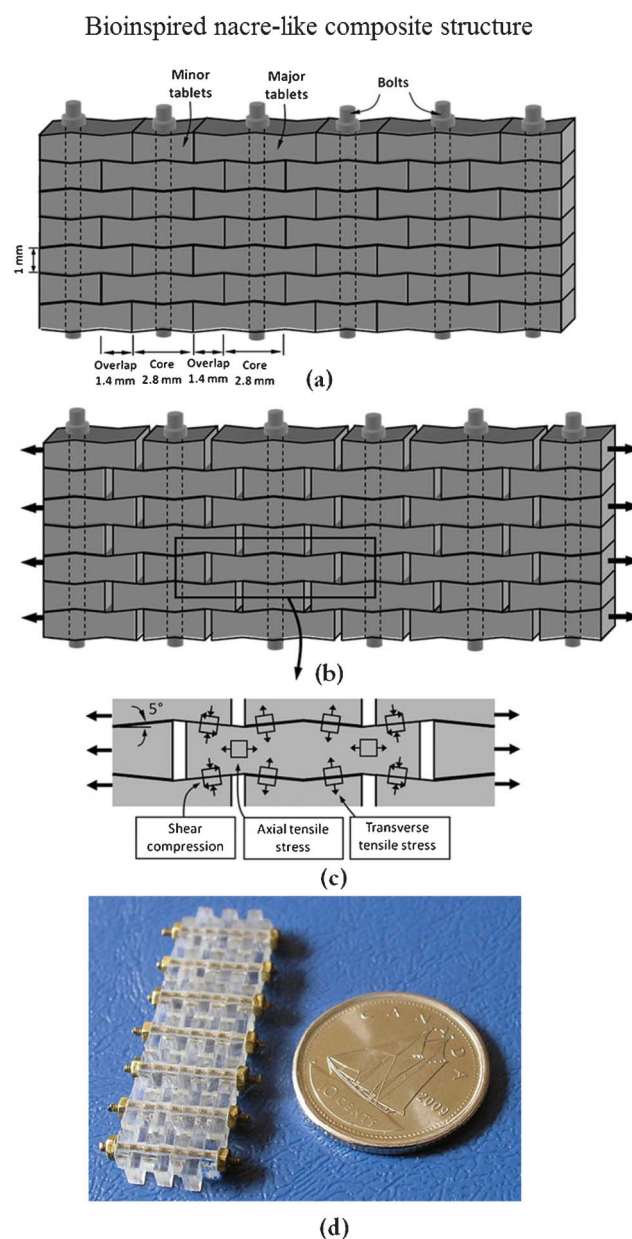 Bioinspired nacre-like composite structure
Minor
tablets
Major
tablets
Bolts
1 mm
Overlap
1.4 mm
Core
2.8 mm
Overlap
1.4 mm
Core
2.8 mm
(a)
(b)
5°
Shear
compression
Axial tensile
stress
Transverse
tensile stress
(c)
CANADA
2009
10 CENTS
(d)